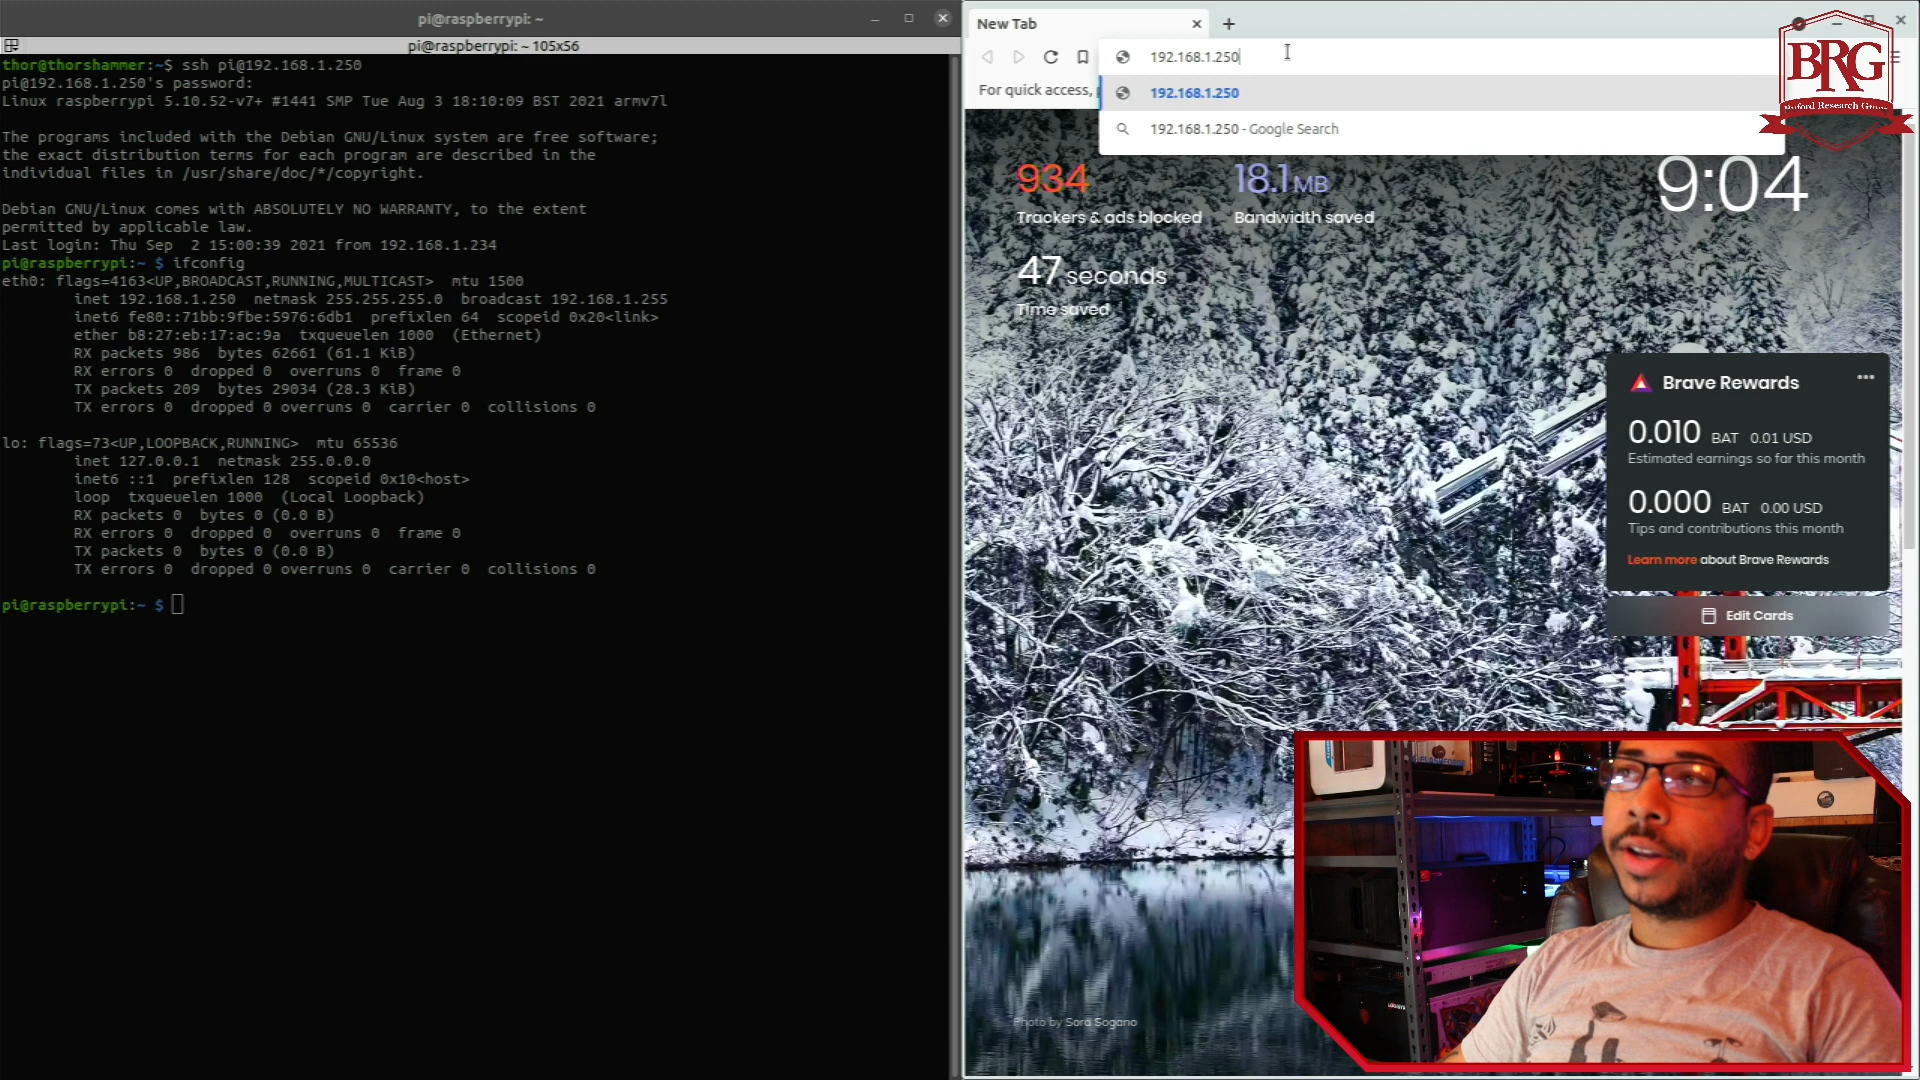 pi@raspberrypi: ~
pi@raspberrypi: ~ 105x56
thor@thorshammer:~$ ssh pi@192.168.1.250
pi@192.168.1.250's password:
Linux raspberrypi 5.10.52-v7+ #1441 SMP Tue Aug 3 18:10:09 BST 2021 armv7l
The programs included with the Debian GNU/Linux system are free software;
the exact distribution terms for each program are described in the
individual files in /usr/share/doc/*/copyright.
Debian GNU/Linux comes with ABSOLUTELY NO WARRANTY, to the extent
permitted by applicable law.
Last login: Thu Sep  2 15:00:39 2021 from 192.168.1.234
pi@raspberrypi:~ $ ifconfig
eth0: flags=4163<UP,BROADCAST,RUNNING,MULTICAST>  mtu 1500
inet 192.168.1.250  netmask 255.255.255.0  broadcast 192.168.1.255
inet6 fe80::71bb:9fbe:5976:6db1  prefixlen 64  scopeid 0x20<link>
ether b8:27:eb:17:ac:9a  txqueuelen 1000  (Ethernet)
RX packets 986  bytes 62661 (61.1 KiB)
RX errors 0  dropped 0  overruns 0  frame 0
TX packets 209  bytes 29034 (28.3 KiB)
TX errors 0  dropped 0 overruns 0  carrier 0  collisions 0
lo: flags=73<UP,LOOPBACK,RUNNING>  mtu 65536
inet 127.0.0.1  netmask 255.0.0.0
inet6 ::1  prefixlen 128  scopeid 0x10<host>
loop  txqueuelen 1000  (Local Loopback)
RX packets 0  bytes 0 (0.0 B)
RX errors 0  dropped 0  overruns 0  frame 0
TX packets 0  bytes 0 (0.0 B)
TX errors 0  dropped 0 overruns 0  carrier 0  collisions 0
pi@raspberrypi:~ $
New Tab
192.168.1.250
For quick access,
192.168.1.250
192.168.1.250 - Google Search
BRG
Buford Research Group
934
Trackers & ads blocked
18.1 MB
Bandwidth saved
9:04
47 seconds
Time saved
Brave Rewards
0.010 BAT 0.01 USD
Estimated earnings so far this month
0.000 BAT 0.00 USD
Tips and contributions this month
Learn more about Brave Rewards
Edit Cards
Photo by Sora Sogano